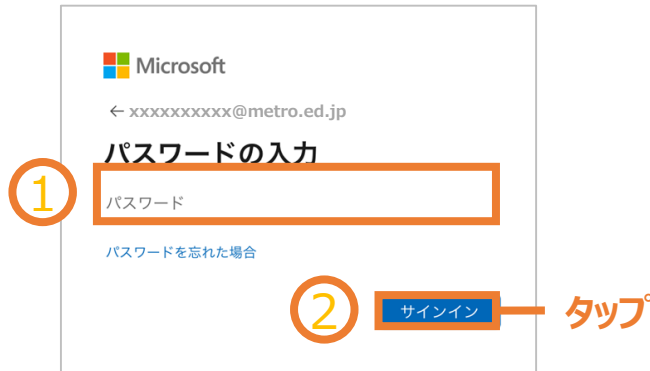 Microsoft
← xxxxxxxxxx@metro.ed.jp
パスワードの入力
1
パスワード
パスワードを忘れた場合
2
サインイン
タップ